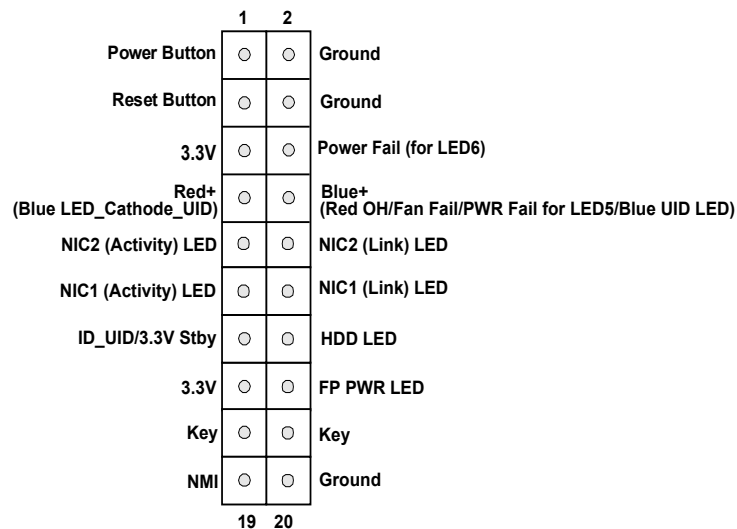 1 2
Power Button Ground
Reset Button Ground
3.3V Power Fail (for LED6)
Red+ Blue+
(Blue LED_Cathode_UID) (Red OH/Fan Fail/PWR Fail for LED5/Blue UID LED)
NIC2 (Activity) LED NIC2 (Link) LED
NIC1 (Activity) LED NIC1 (Link) LED
ID_UID/3.3V Stby HDD LED
3.3V FP PWR LED
Key Key
NMI Ground
19 20